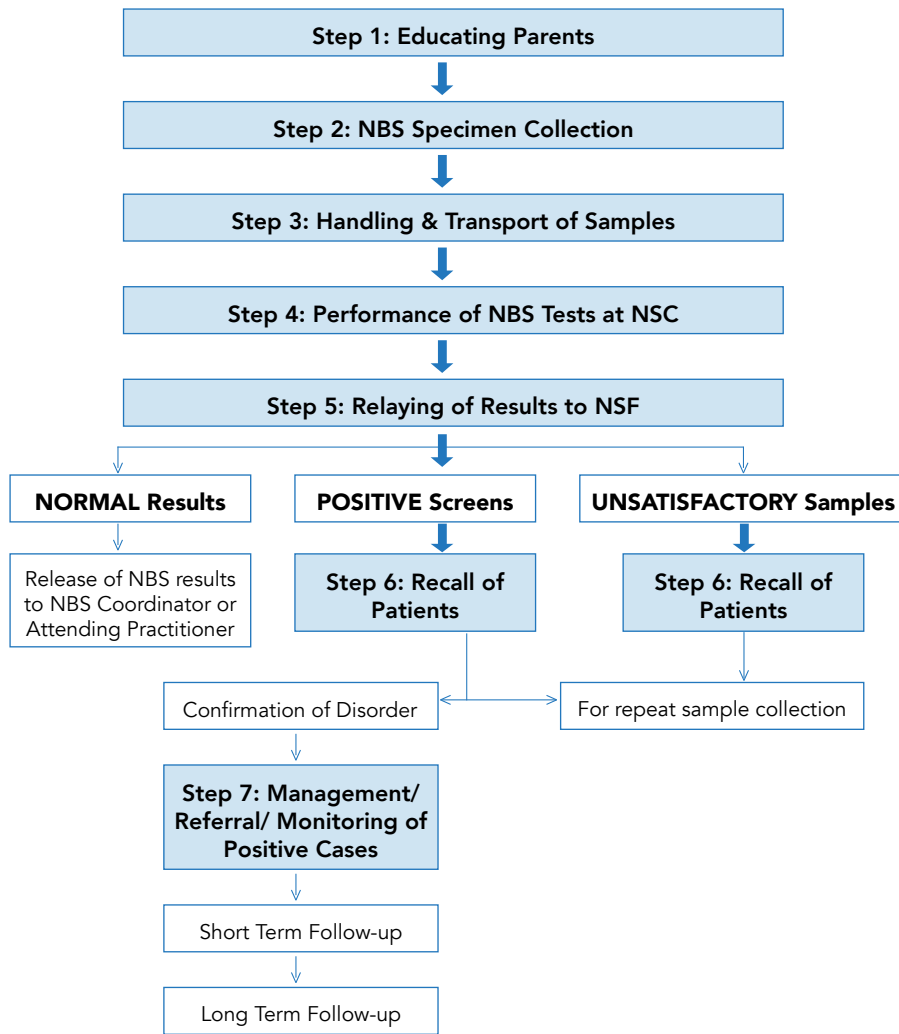 Step 1: Educating Parents
Step 2: NBS Specimen Collection
Step 3: Handling & Transport of Samples
Step 4: Performance of NBS Tests at NSC
Step 5: Relaying of Results to NSF
NORMAL Results
POSITIVE Screens
UNSATISFACTORY Samples
Release of NBS results
to NBS Coordinator or
Attending Practitioner
Step 6: Recall of
Patients
Step 6: Recall of
Patients
Confirmation of Disorder
For repeat sample collection
Step 7: Management/
Referral/ Monitoring of
Positive Cases
Short Term Follow-up
Long Term Follow-up